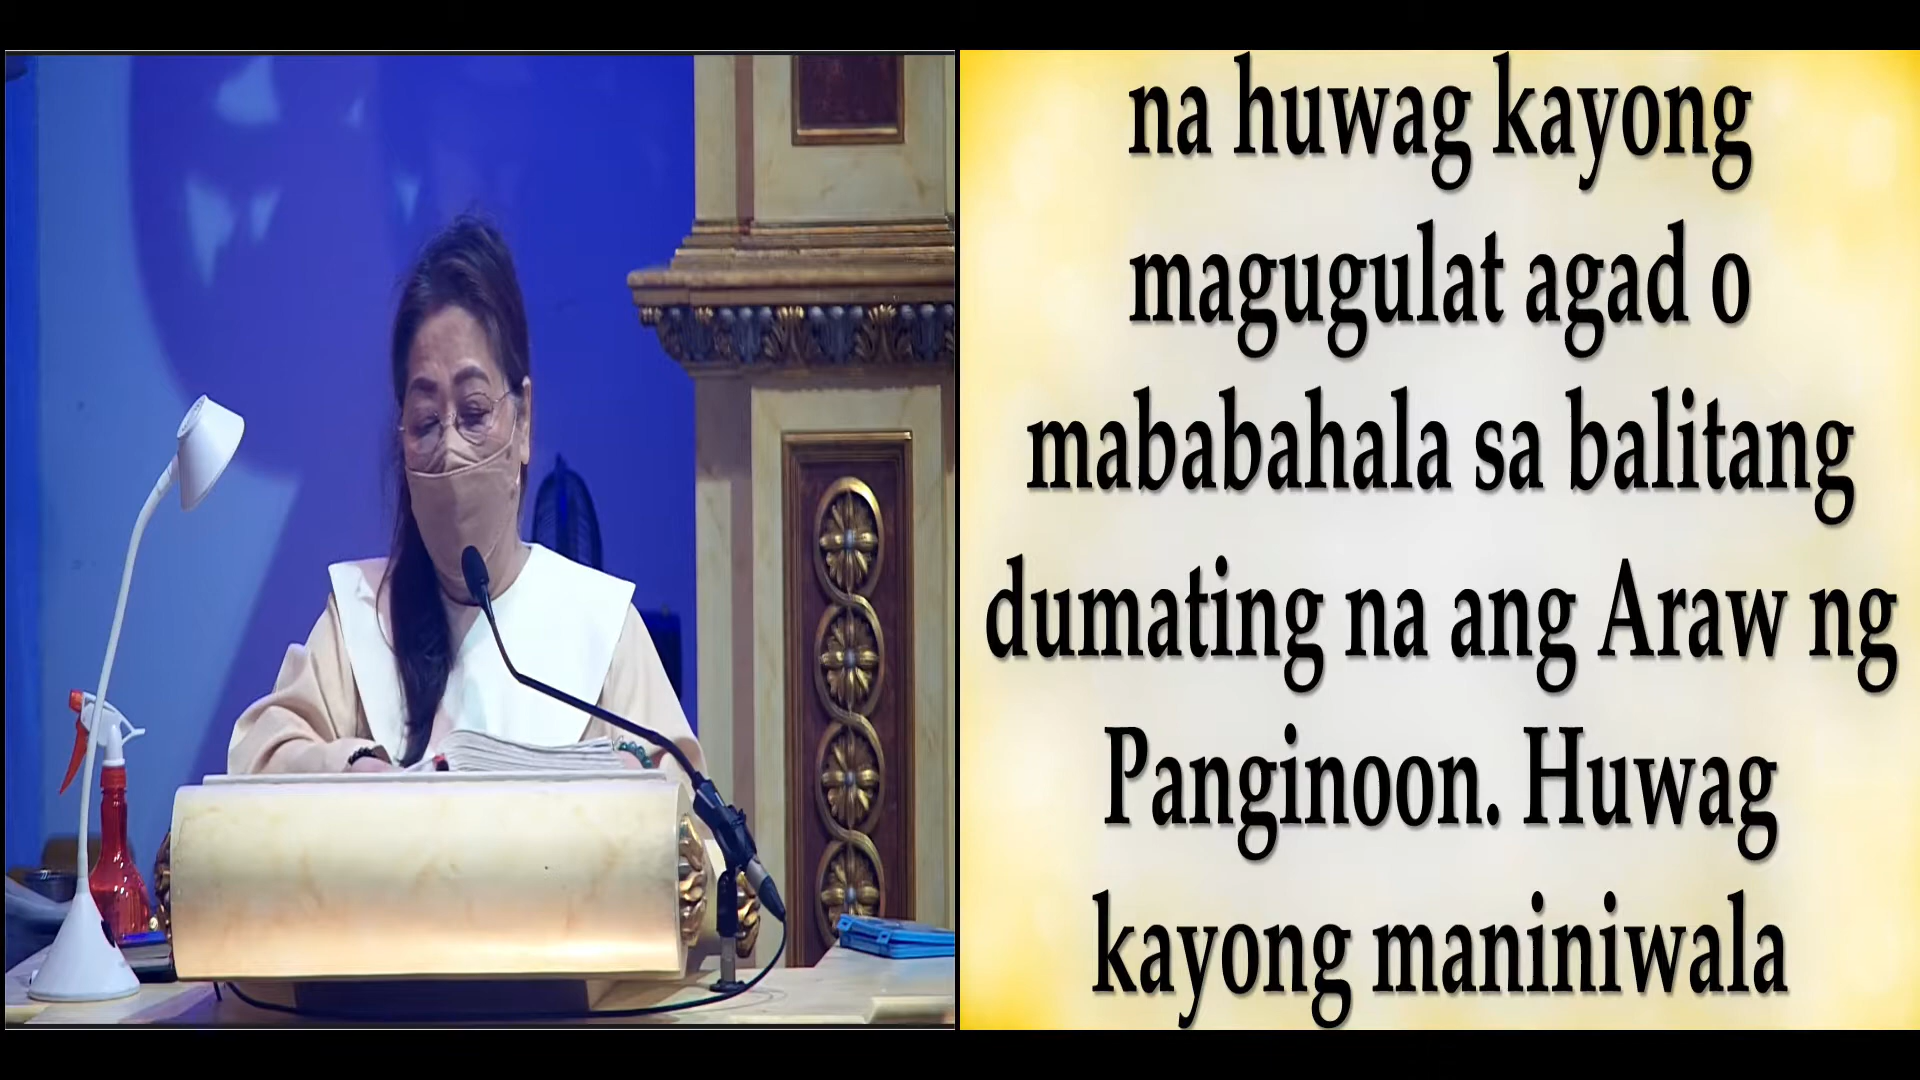 na huwag kayong
magugulat agad o
mababahala sa balitang
dumating na ang Araw ng
Panginoon. Huwag
kayong maniniwala